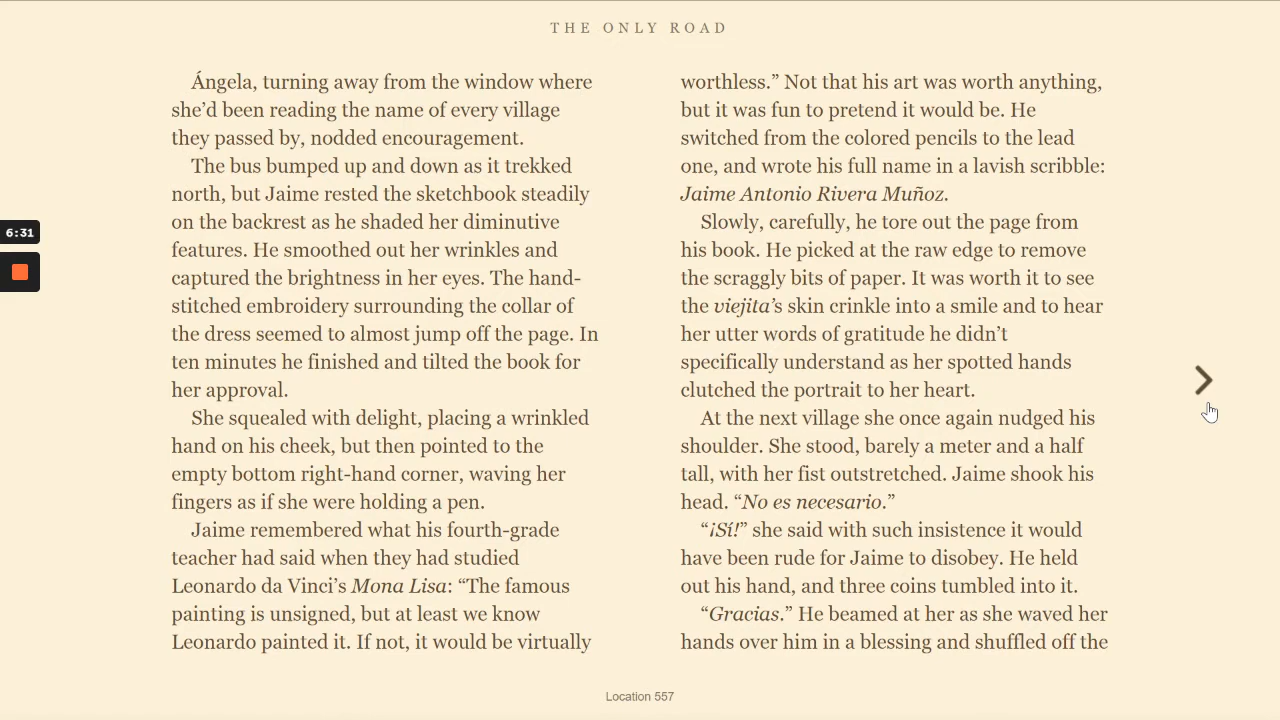 THE ONLY ROAD
Ángela, turning away from the window where
she’d been reading the name of every village
they passed by, nodded encouragement.
The bus bumped up and down as it trekked
north, but Jaime rested the sketchbook steadily
on the backrest as he shaded her diminutive
features. He smoothed out her wrinkles and
captured the brightness in her eyes. The hand-
stitched embroidery surrounding the collar of
the dress seemed to almost jump off the page. In
ten minutes he finished and tilted the book for
her approval.
She squealed with delight, placing a wrinkled
hand on his cheek, but then pointed to the
empty bottom right-hand corner, waving her
fingers as if she were holding a pen.
Jaime remembered what his fourth-grade
teacher had said when they had studied
Leonardo da Vinci’s Mona Lisa: “The famous
painting is unsigned, but at least we know
Leonardo painted it. If not, it would be virtually
worthless.” Not that his art was worth anything,
but it was fun to pretend it would be. He
switched from the colored pencils to the lead
one, and wrote his full name in a lavish scribble:
Jaime Antonio Rivera Muñoz.
Slowly, carefully, he tore out the page from
his book. He picked at the raw edge to remove
the scraggly bits of paper. It was worth it to see
the viejita’s skin crinkle into a smile and to hear
her utter words of gratitude he didn’t
specifically understand as her spotted hands
clutched the portrait to her heart.
At the next village she once again nudged his
shoulder. She stood, barely a meter and a half
tall, with her fist outstretched. Jaime shook his
head. “No es necesario.”
“¡Sí!” she said with such insistence it would
have been rude for Jaime to disobey. He held
out his hand, and three coins tumbled into it.
“Gracias.” He beamed at her as she waved her
hands over him in a blessing and shuffled off the
6:31
Location 557